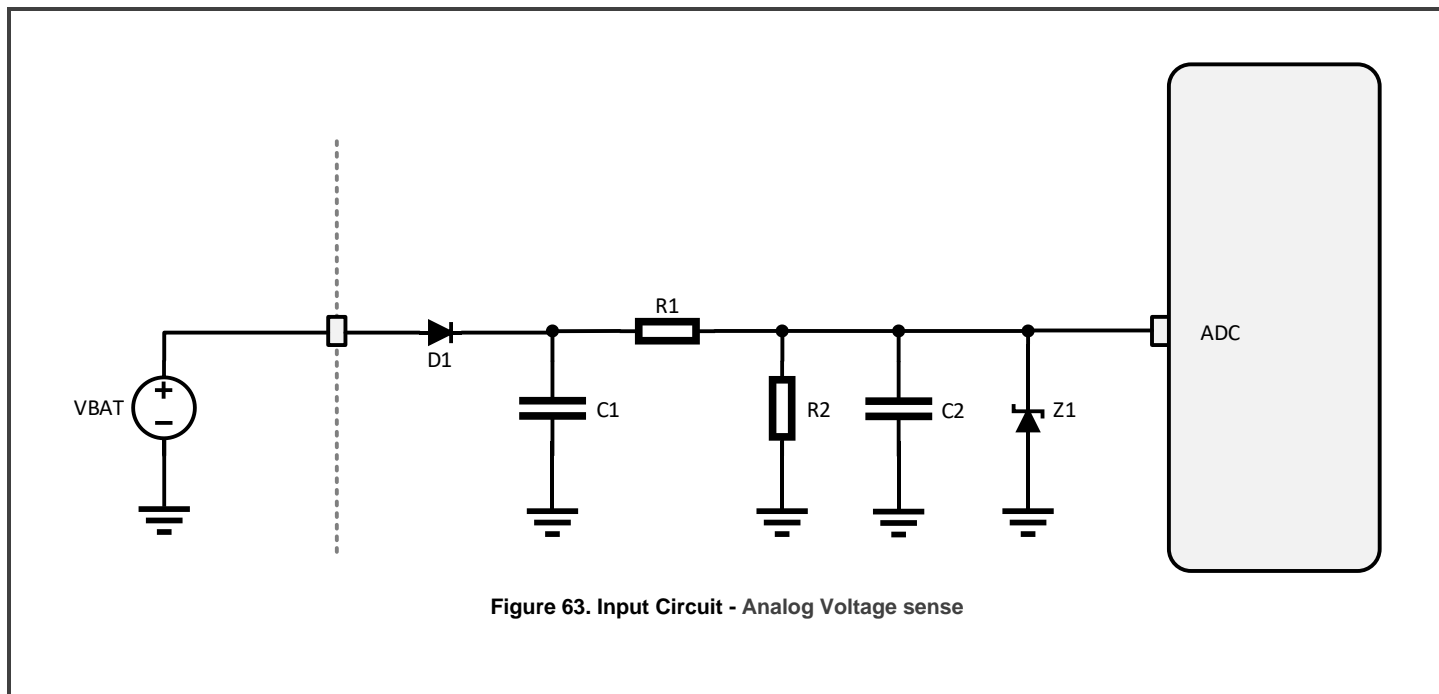 R1
ADC
D1
VBAT
+
−
C1
R2
C2
Z1
Figure 63. Input Circuit - Analog Voltage sense